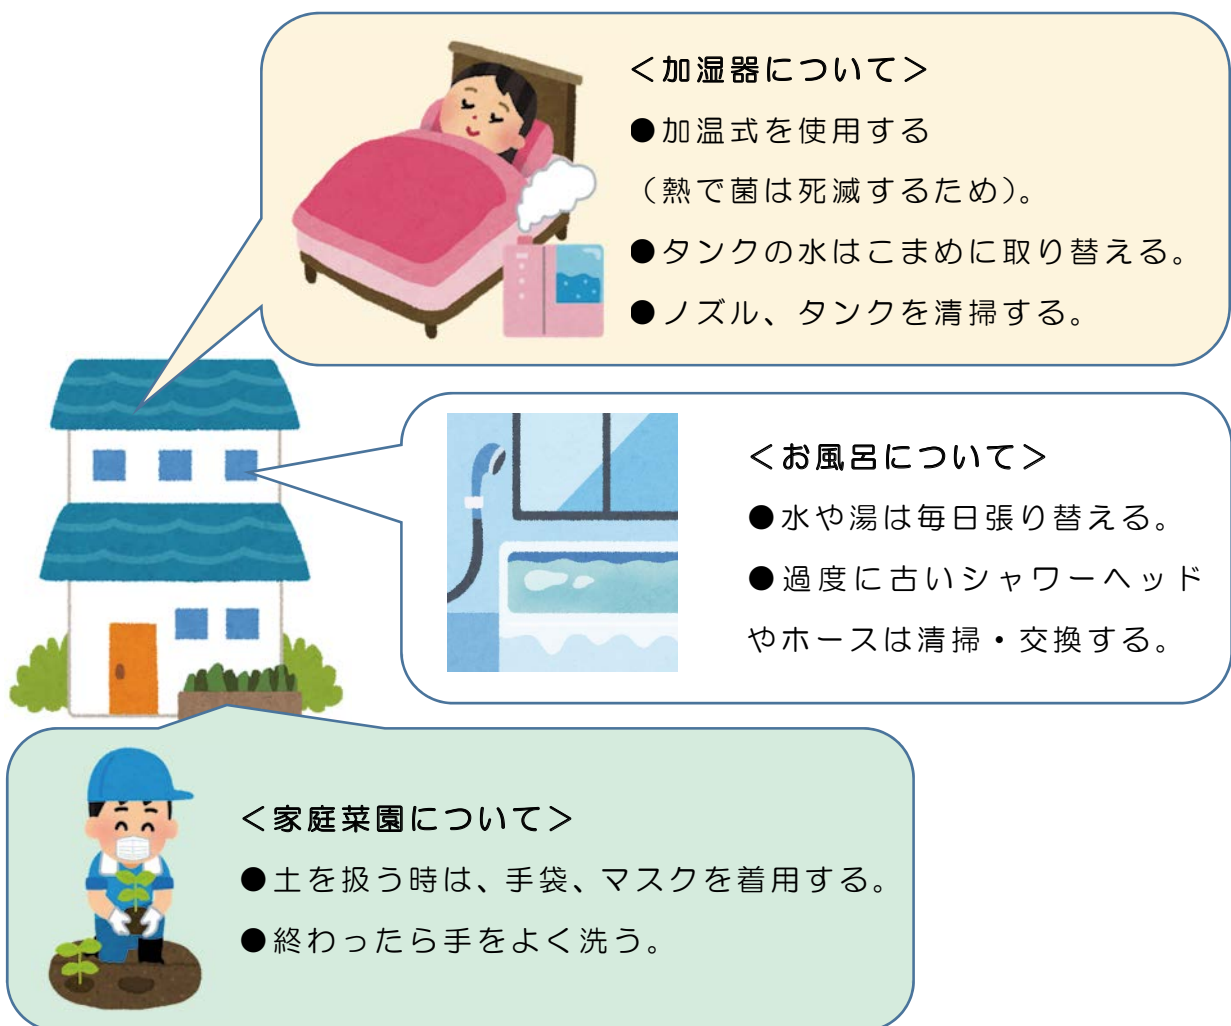 ＜加湿器について＞
●加温式を使用する
（熱で菌は死滅するため）。
●タンクの水はこまめに取り替える。
●ノズル、タンクを清掃する。
＜お風呂について＞
●水や湯は毎日張り替える。
●過度に古いシャワーヘッド
やホースは清掃・交換する。
＜家庭菜園について＞
●土を扱う時は、手袋、マスクを着用する。
●終わったら手をよく洗う。